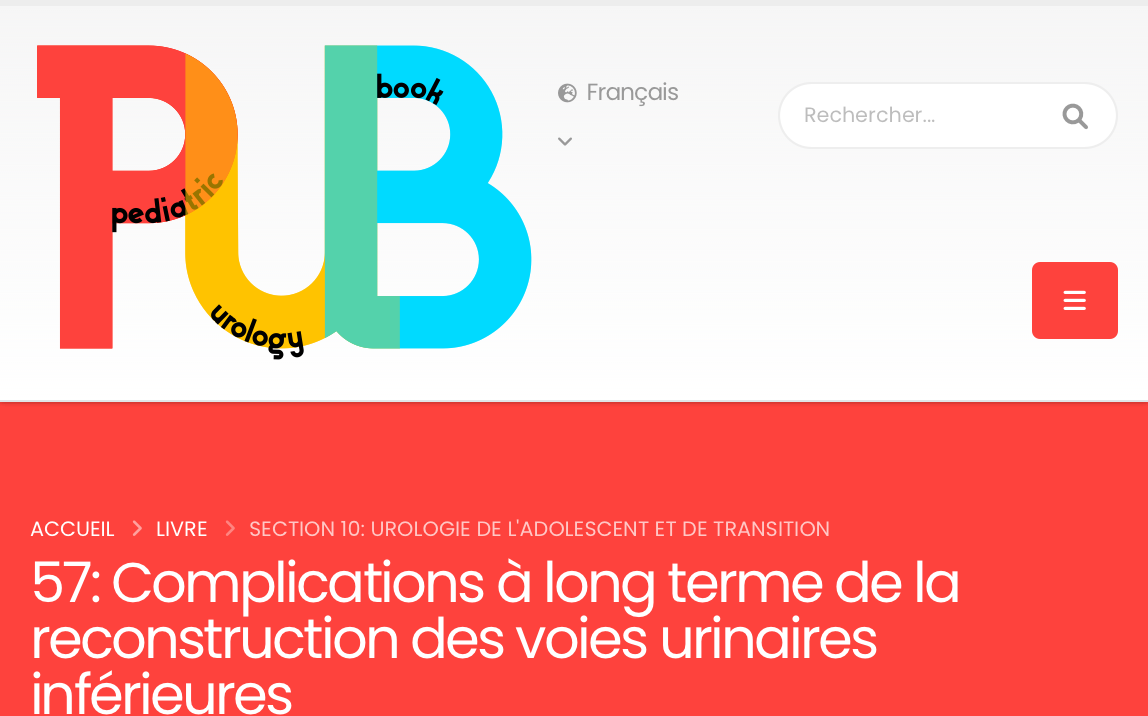 PUB
book
pediatric
urology
Français
Rechercher...
ACCUEIL > LIVRE > SECTION 10: UROLOGIE DE L'ADOLESCENT ET DE TRANSITION
57: Complications à long terme de la
reconstruction des voies urinaires
inférieures